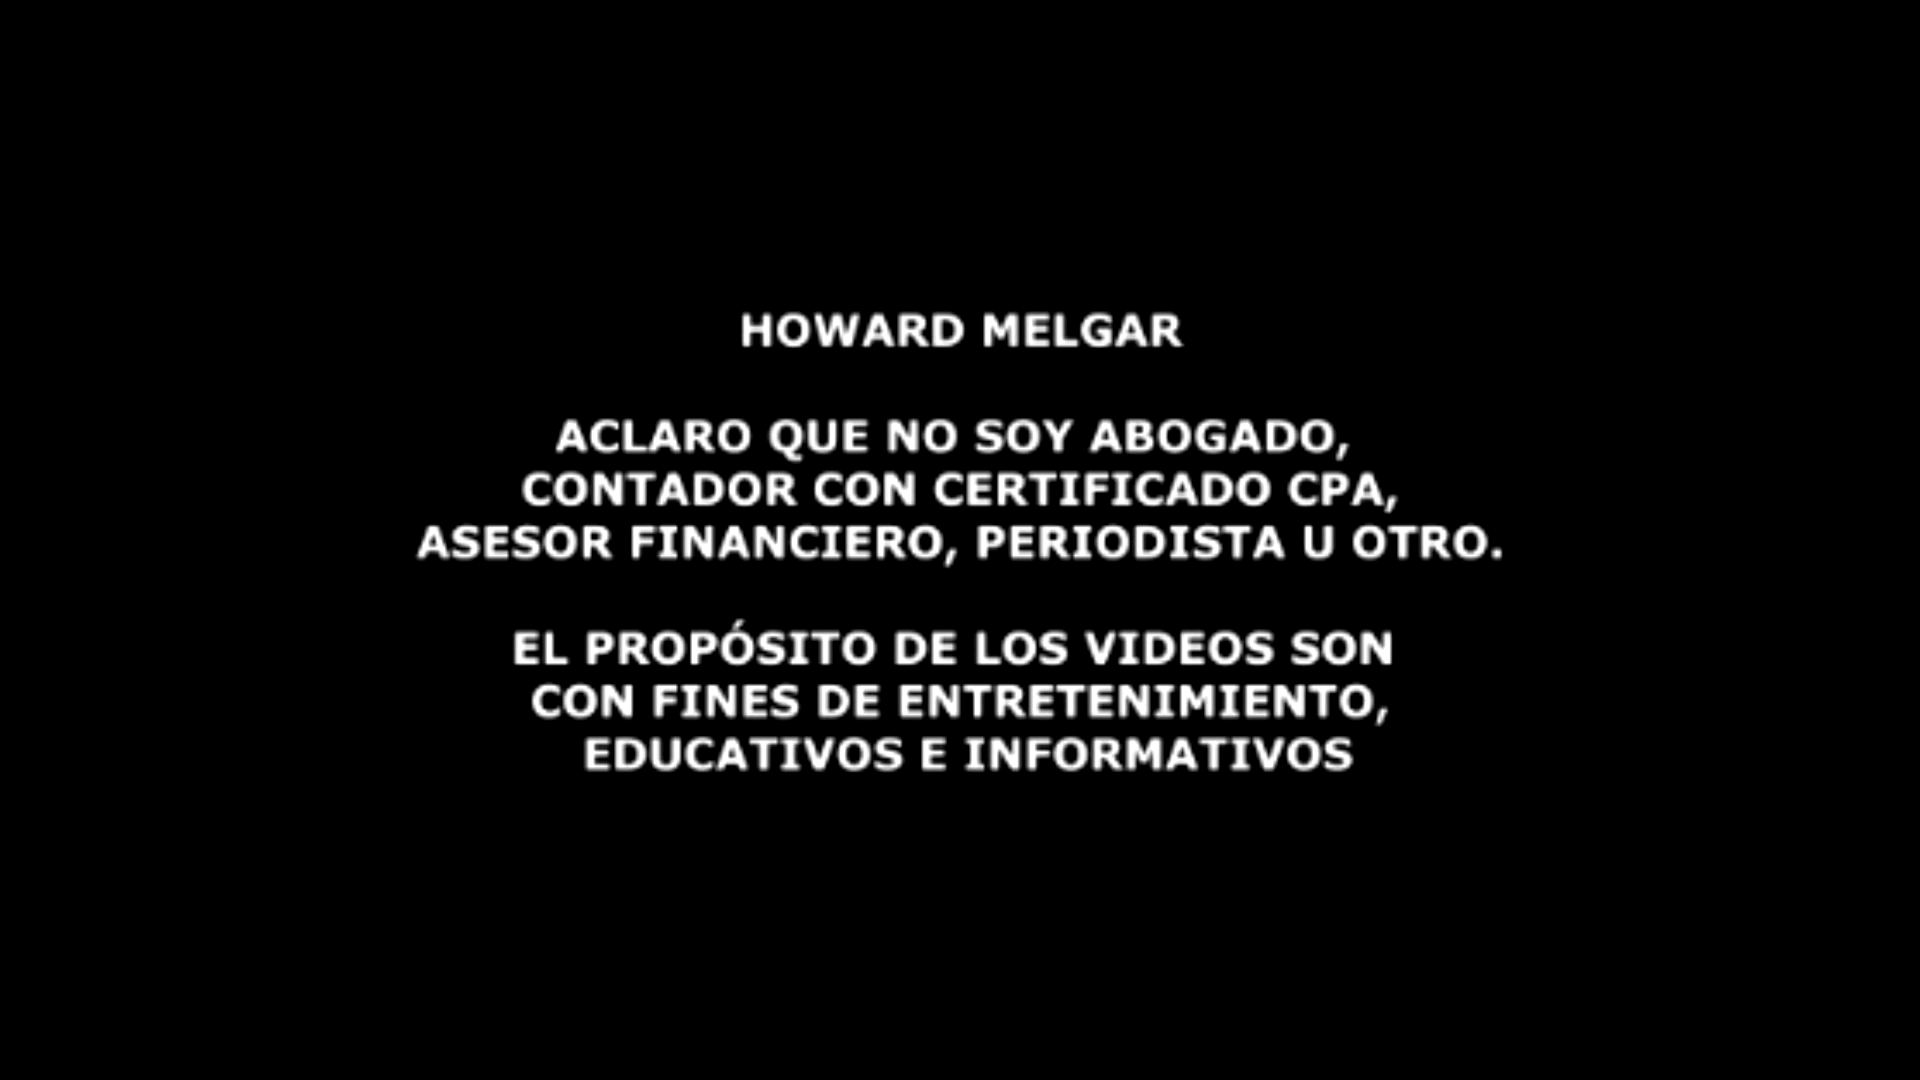 HOWARD MELGAR
ACLARO QUE NO SOY ABOGADO,
CONTADOR CON CERTIFICADO CPA,
ASESOR FINANCIERO, PERIODISTA U OTRO.
EL PROPÓSITO DE LOS VIDEOS SON
CON FINES DE ENTRETENIMIENTO,
EDUCATIVOS E INFORMATIVOS